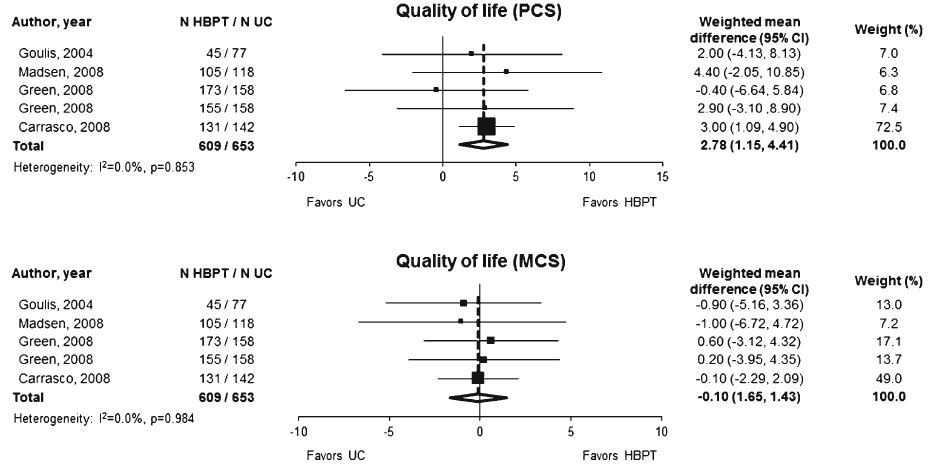 Quality of life (PCS)
Author, year N HBPT / N UC Weighted mean difference (95% CI) Weight (%)
Goulis, 2004 45 / 77 2.00 (-4.13, 8.13) 7.0
Madsen, 2008 105 / 118 4.40 (-2.05, 10.85) 6.3
Green, 2008 173 / 158 -0.40 (-6.64, 5.84) 6.8
Green, 2008 155 / 158 2.90 (-3.10, 8.90) 7.4
Carrasco, 2008 131 / 142 3.00 (1.09, 4.90) 72.5
Total 609 / 653 2.78 (1.15, 4.41) 100.0
Heterogeneity: I²=0.0%, p=0.853
-10 -5 0 5 10 15
Favors UC Favors HBPT
Quality of life (MCS)
Author, year N HBPT / N UC Weighted mean difference (95% CI) Weight (%)
Goulis, 2004 45 / 77 -0.90 (-5.16, 3.36) 13.0
Madsen, 2008 105 / 118 -1.00 (-6.72, 4.72) 7.2
Green, 2008 173 / 158 0.60 (-3.12, 4.32) 17.1
Green, 2008 155 / 158 0.20 (-3.95, 4.35) 13.7
Carrasco, 2008 131 / 142 -0.10 (-2.29, 2.09) 49.0
Total 609 / 653 -0.10 (1.65, 1.43) 100.0
Heterogeneity: I²=0.0%, p=0.984
-10 -5 0 5 10
Favors UC Favors HBPT